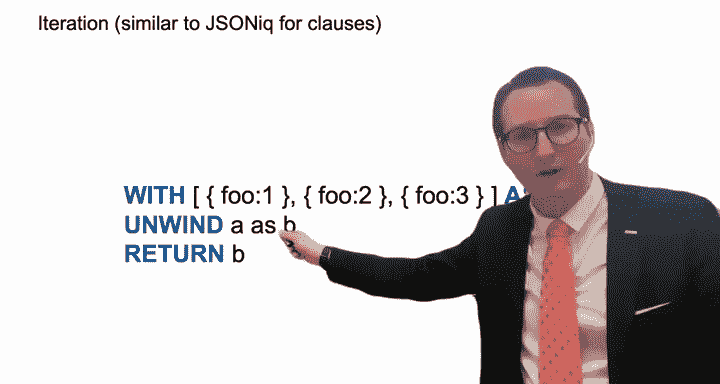 Iteration (similar to JSONiq for clauses)
WITH [ { foo:1 }, { foo:2 }, { foo:3 } ]
UNWIND a as b
RETURN b